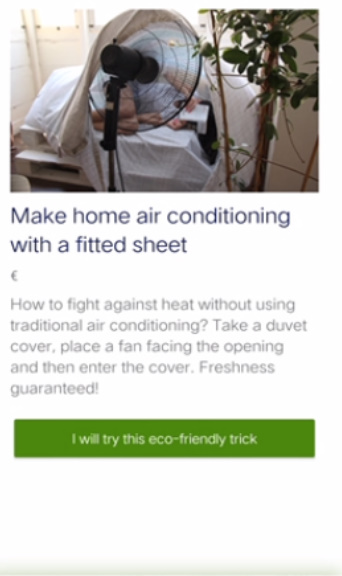 Make home air conditioning
with a fitted sheet
€
How to fight against heat without using
traditional air conditioning? Take a duvet
cover, place a fan facing the opening
and then enter the cover. Freshness
guaranteed!
I will try this eco-friendly trick